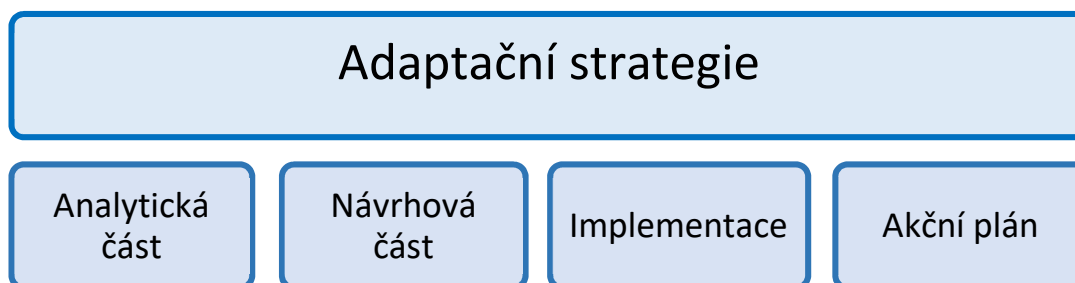 Adaptační strategie
Analytická
část
Návrhová
část
Implementace
Akční plán